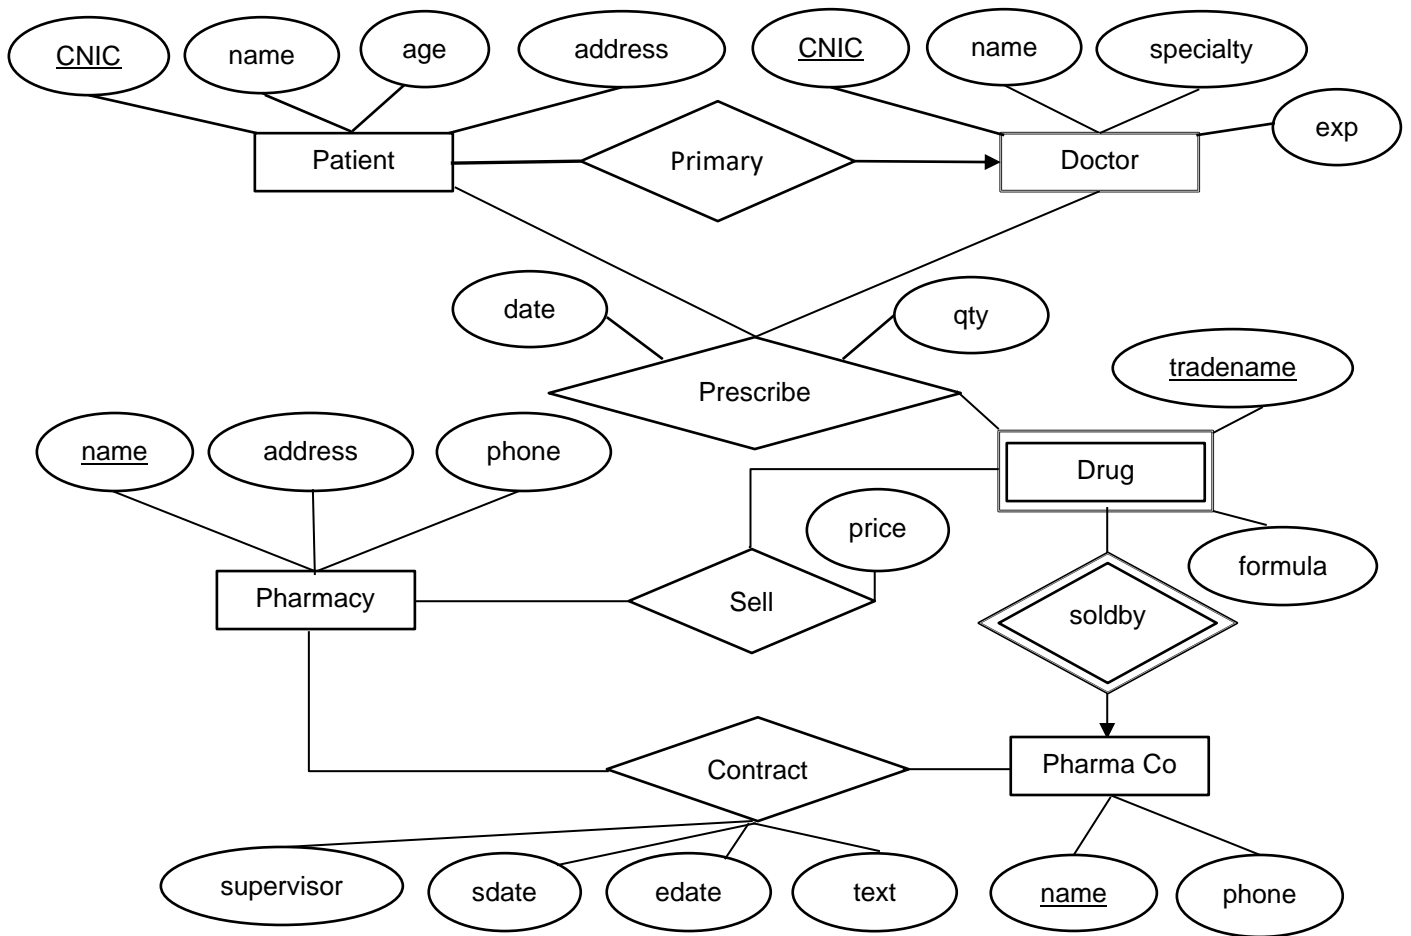 CNIC
name
age
address
CNIC
name
specialty
exp
Patient
Primary
Doctor
date
qty
Prescribe
tradename
name
address
phone
Drug
price
formula
Pharmacy
Sell
soldby
Contract
Pharma Co
supervisor
sdate
edate
text
name
phone